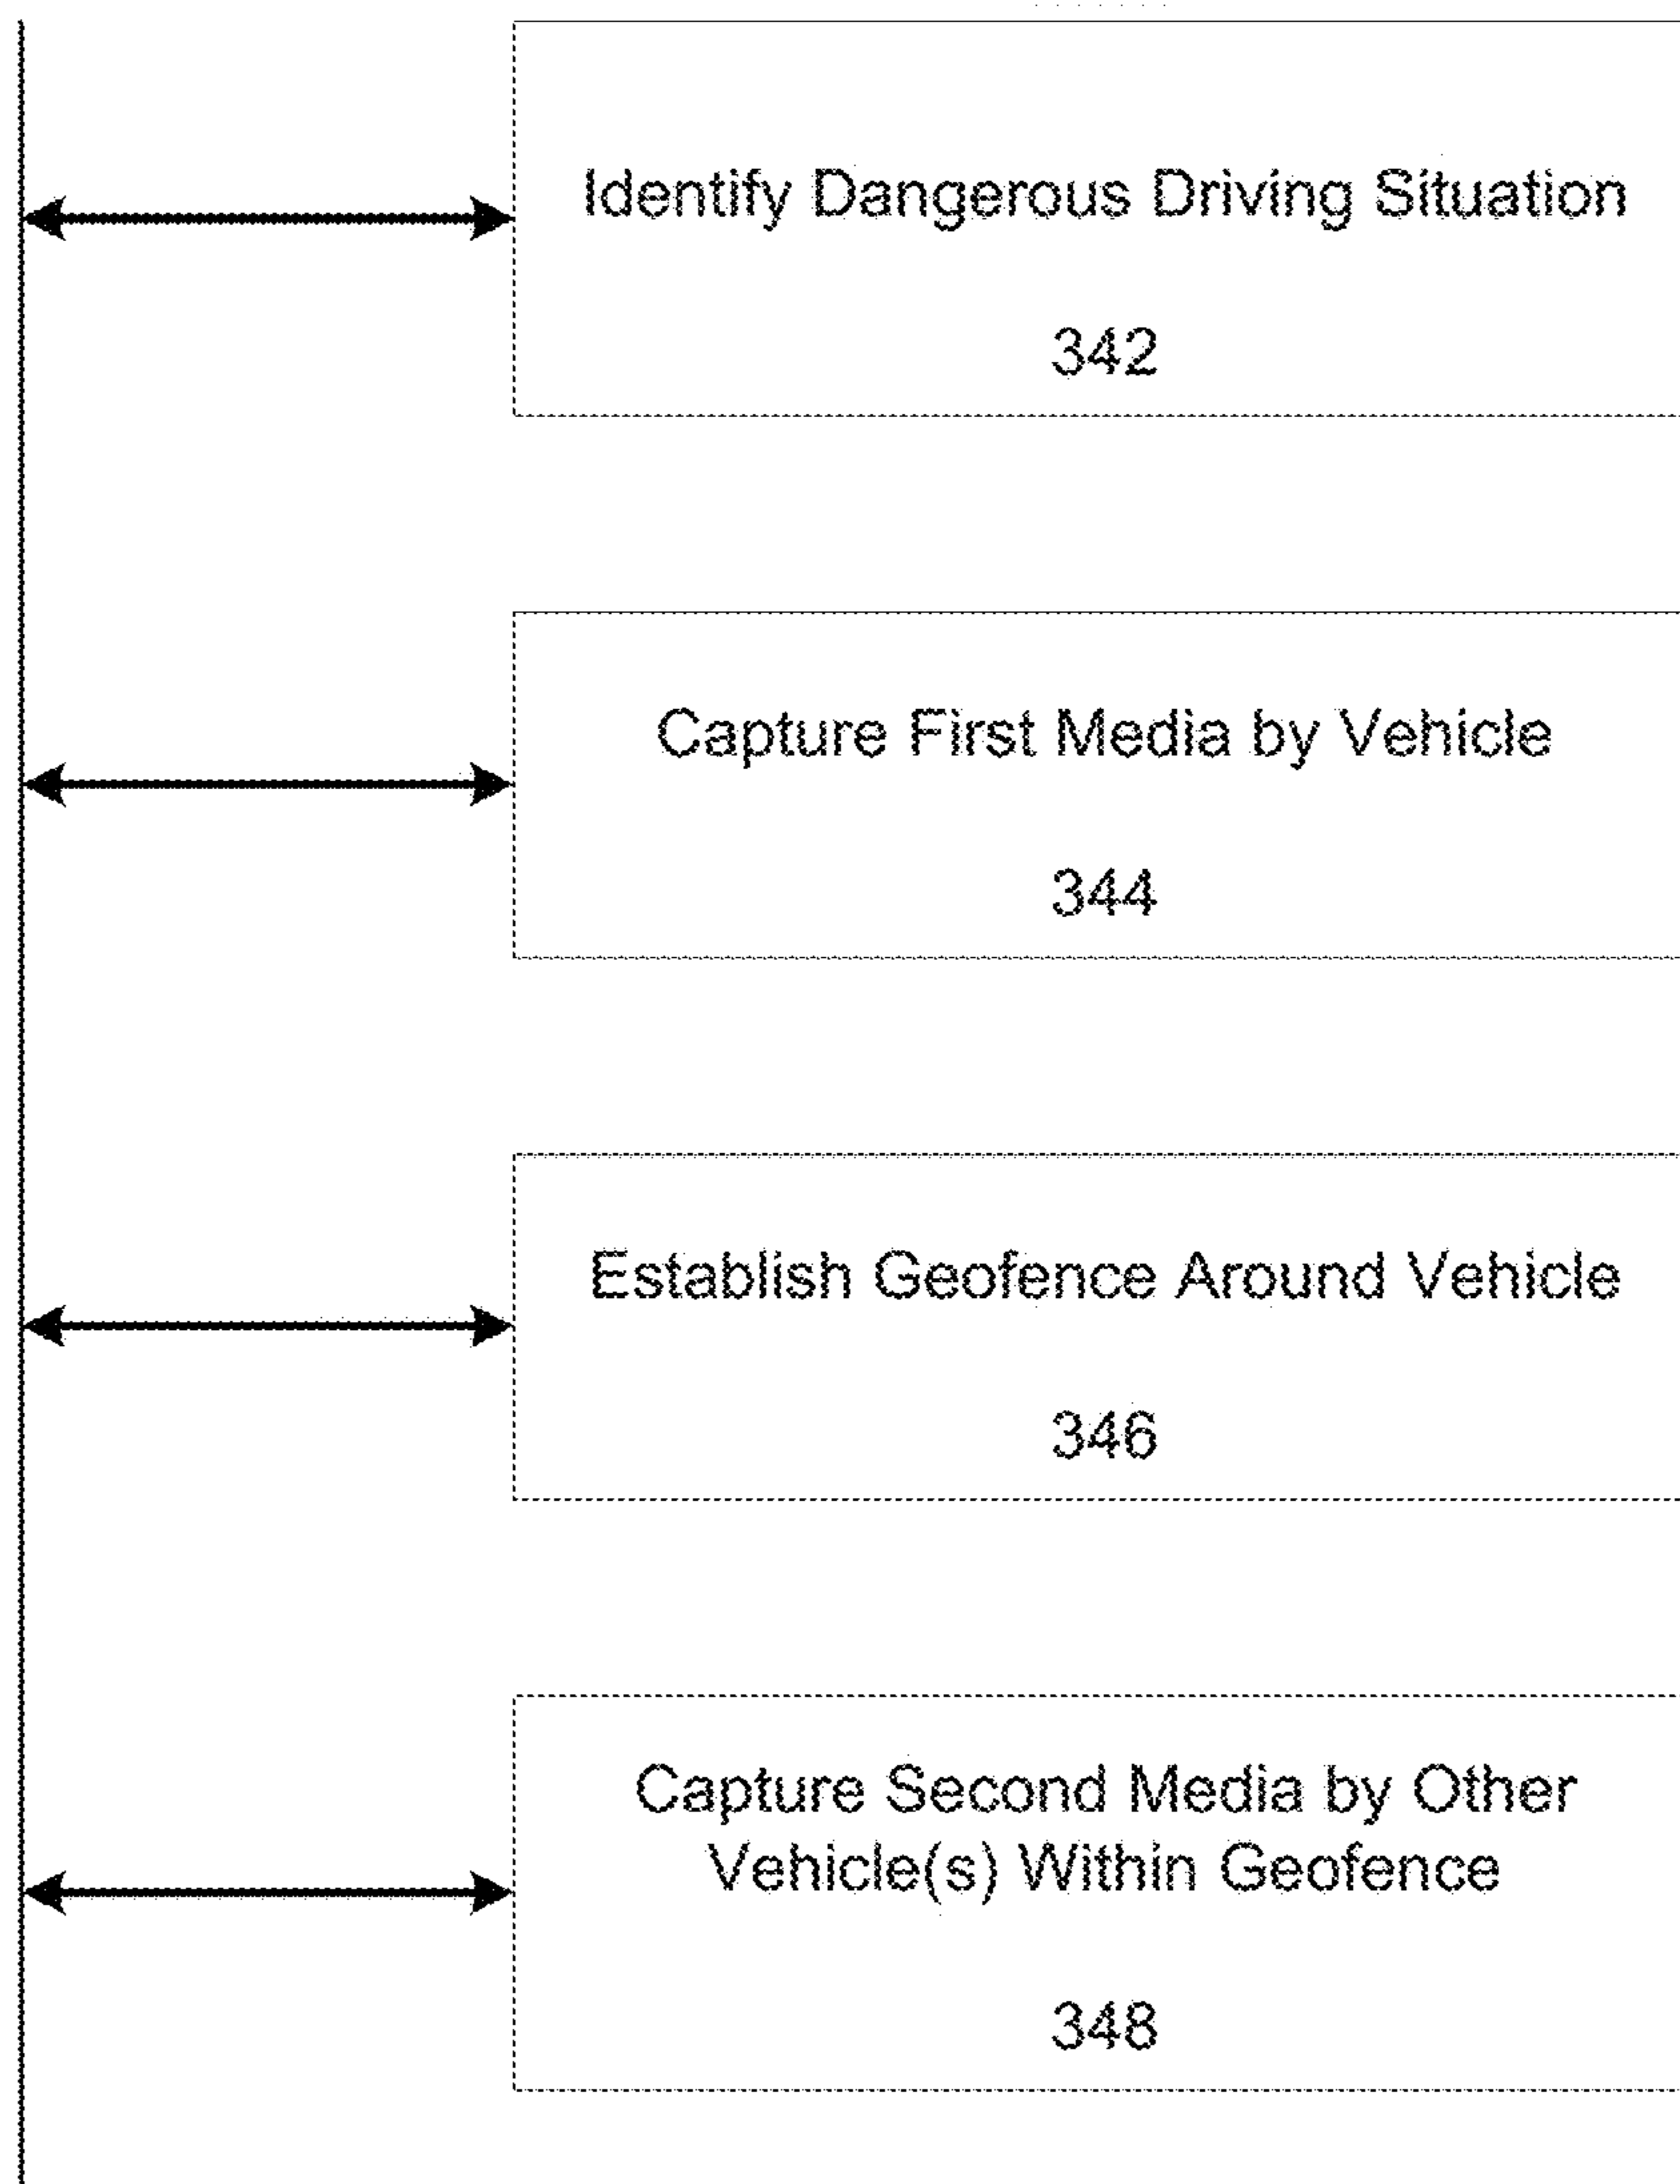 Identify Dangerous Driving Situation
342
Capture First Media by Vehicle
344
Establish Geofence Around Vehicle
346
Capture Second Media by Other
Vehicle(s) Within Geofence
348